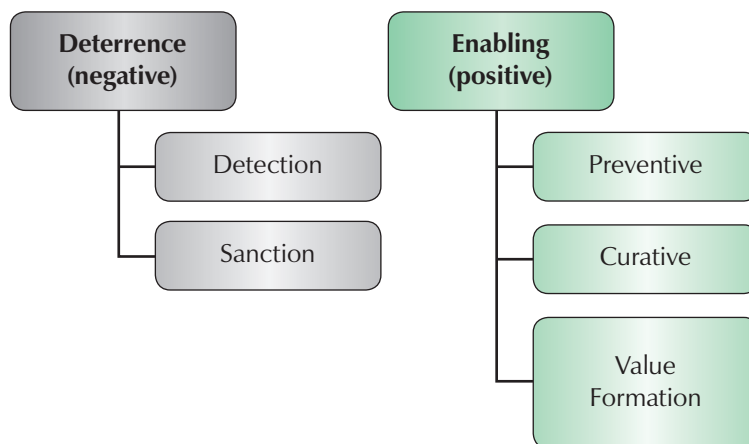 Deterrence
(negative)
Detection
Sanction
Enabling
(positive)
Preventive
Curative
Value
Formation